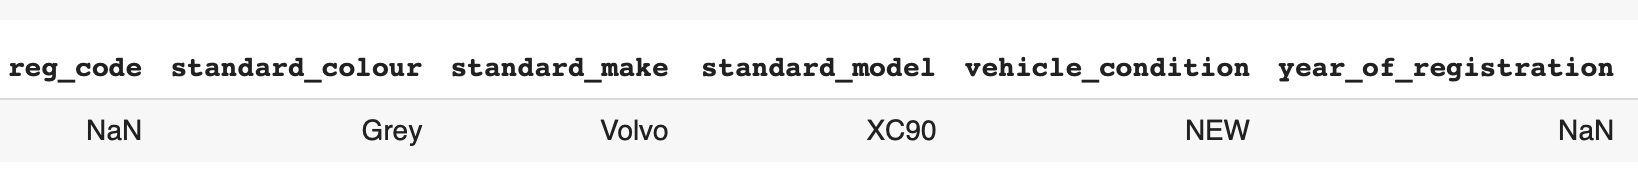 reg_code standard_colour standard_make standard_model vehicle_condition year_of_registration
NaN Grey Volvo XC90 NEW NaN